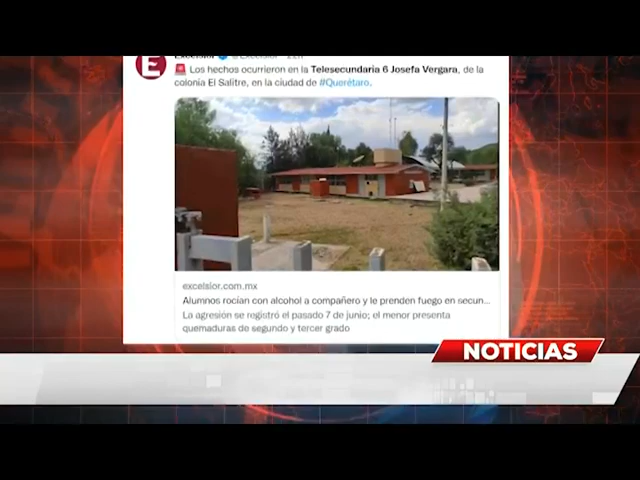 E Excelsior
🚨 Los hechos ocurrieron en la Telesecundaria 6 Josefa Vergara, de la
colonia El Salitre, en la ciudad de #Querétaro.
excelsior.com.mx
Alumnos rocían con alcohol a compañero y le prenden fuego en secun...
La agresión se registró el pasado 7 de junio; el menor presenta
quemaduras de segundo y tercer grado
NOTICIAS